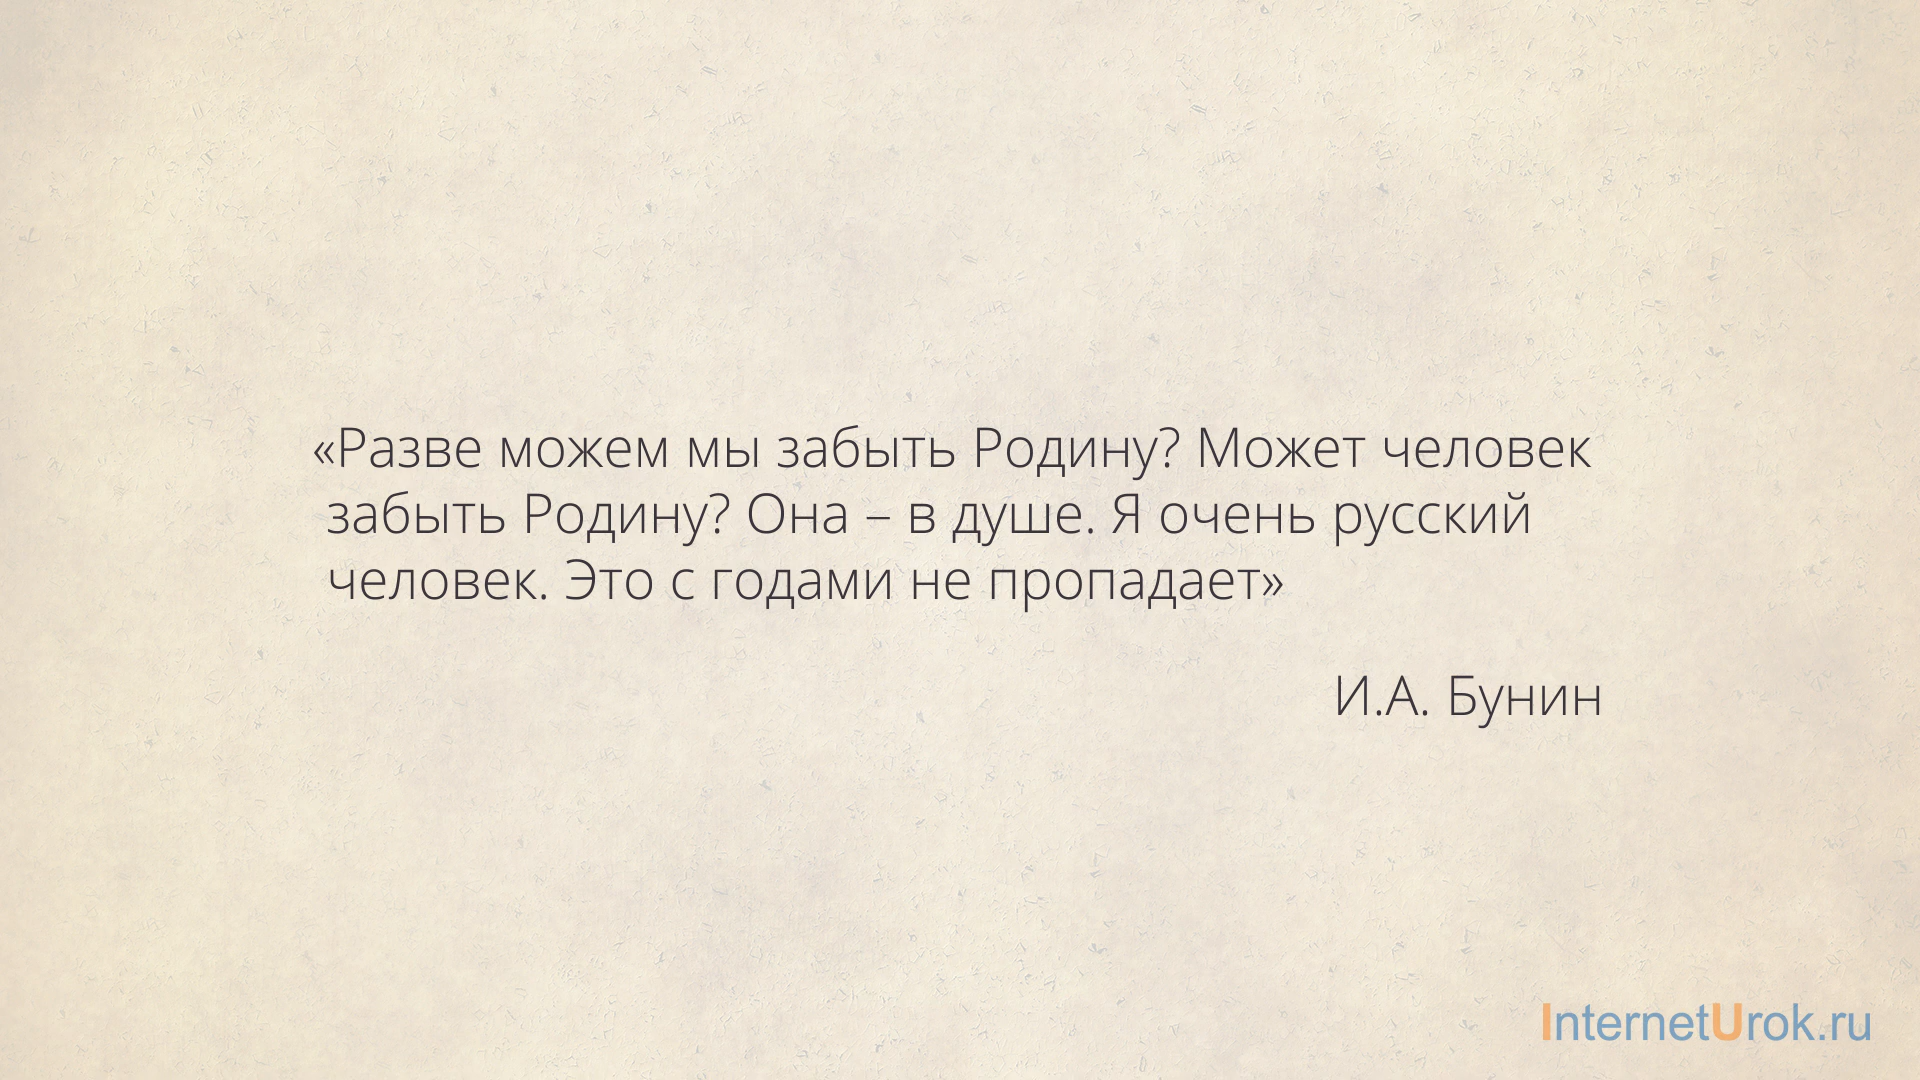 «Разве можем мы забыть Родину? Может человек
забыть Родину? Она – в душе. Я очень русский
человек. Это с годами не пропадает»
И.А. Бунин
InternetUrok.ru